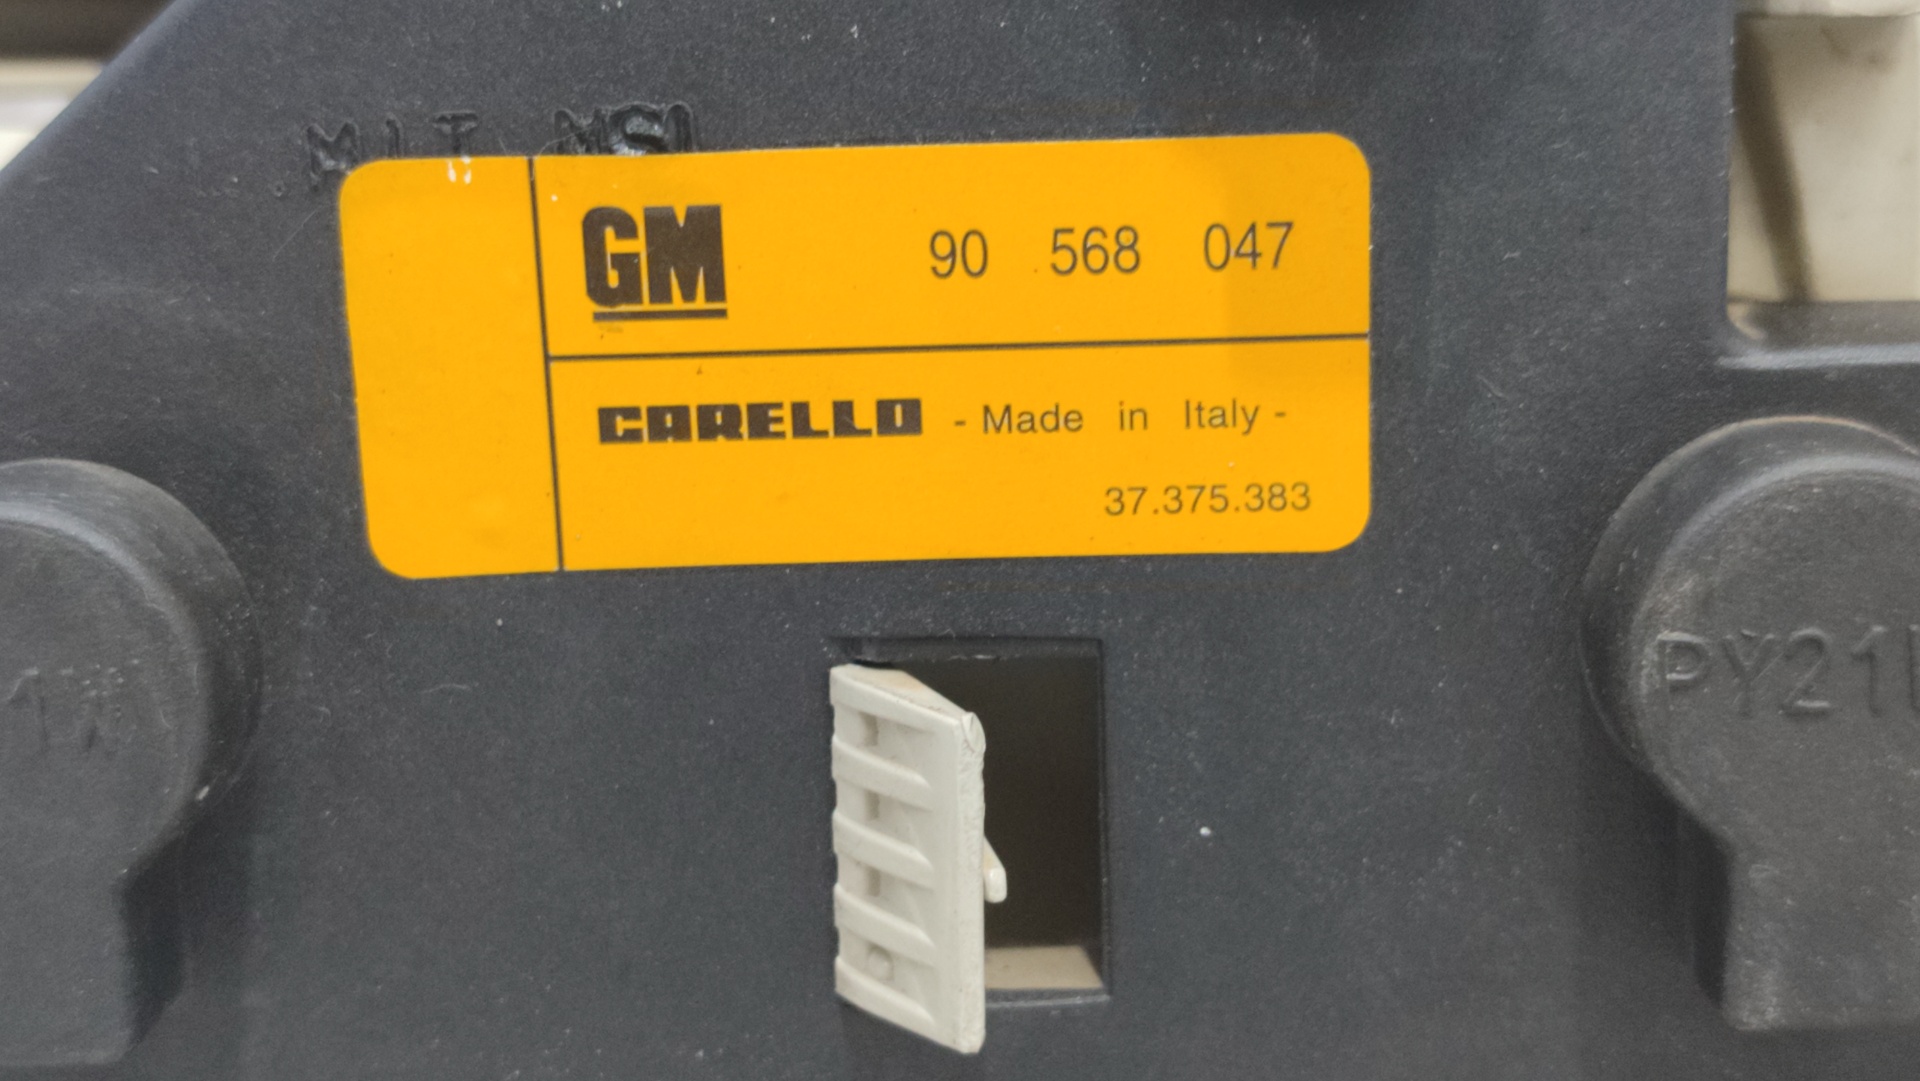 GM 90 568 047
CARELLO - Made in Italy -
37.375.383
PY21